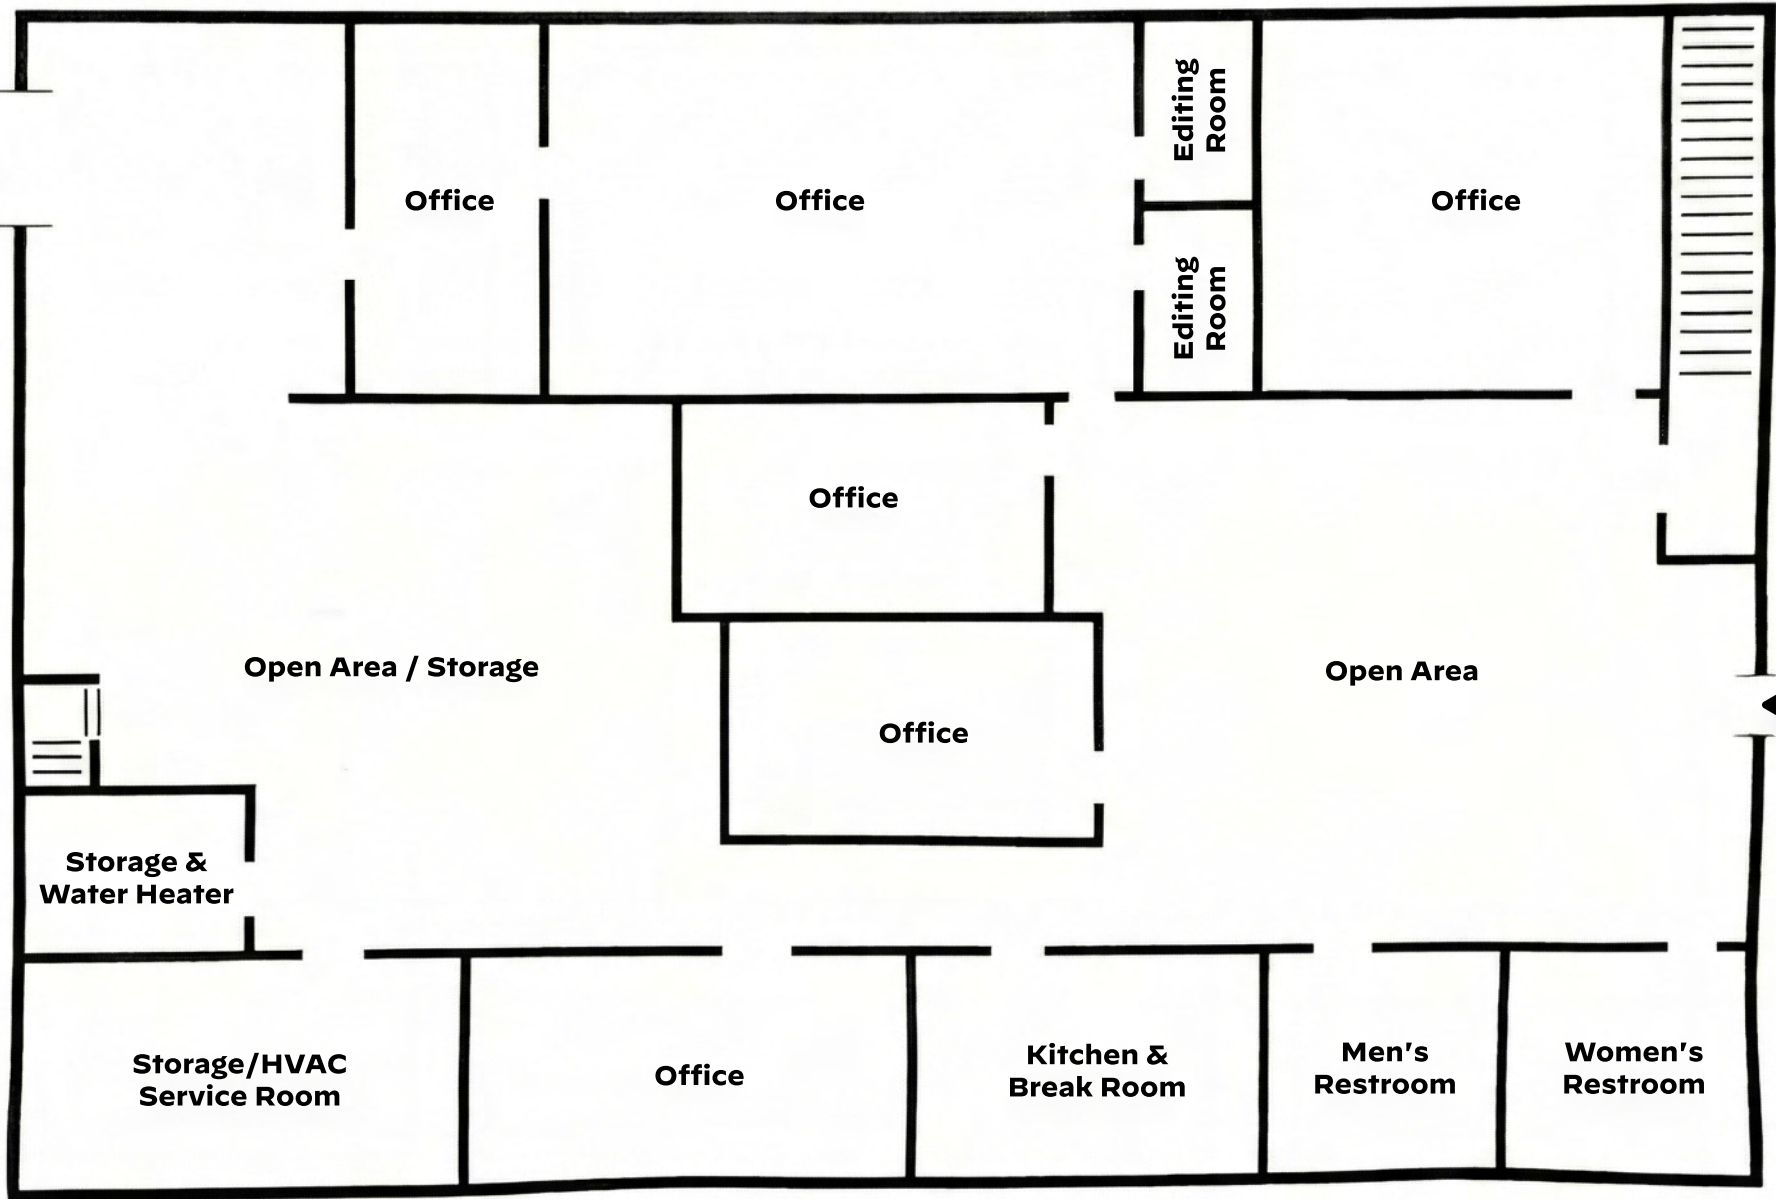 Editing
Room
Office
Office
Office
Editing
Room
Office
Open Area / Storage
Open Area
Office
Storage &
Water Heater
Storage/HVAC
Service Room
Office
Kitchen &
Break Room
Men's
Restroom
Women's
Restroom